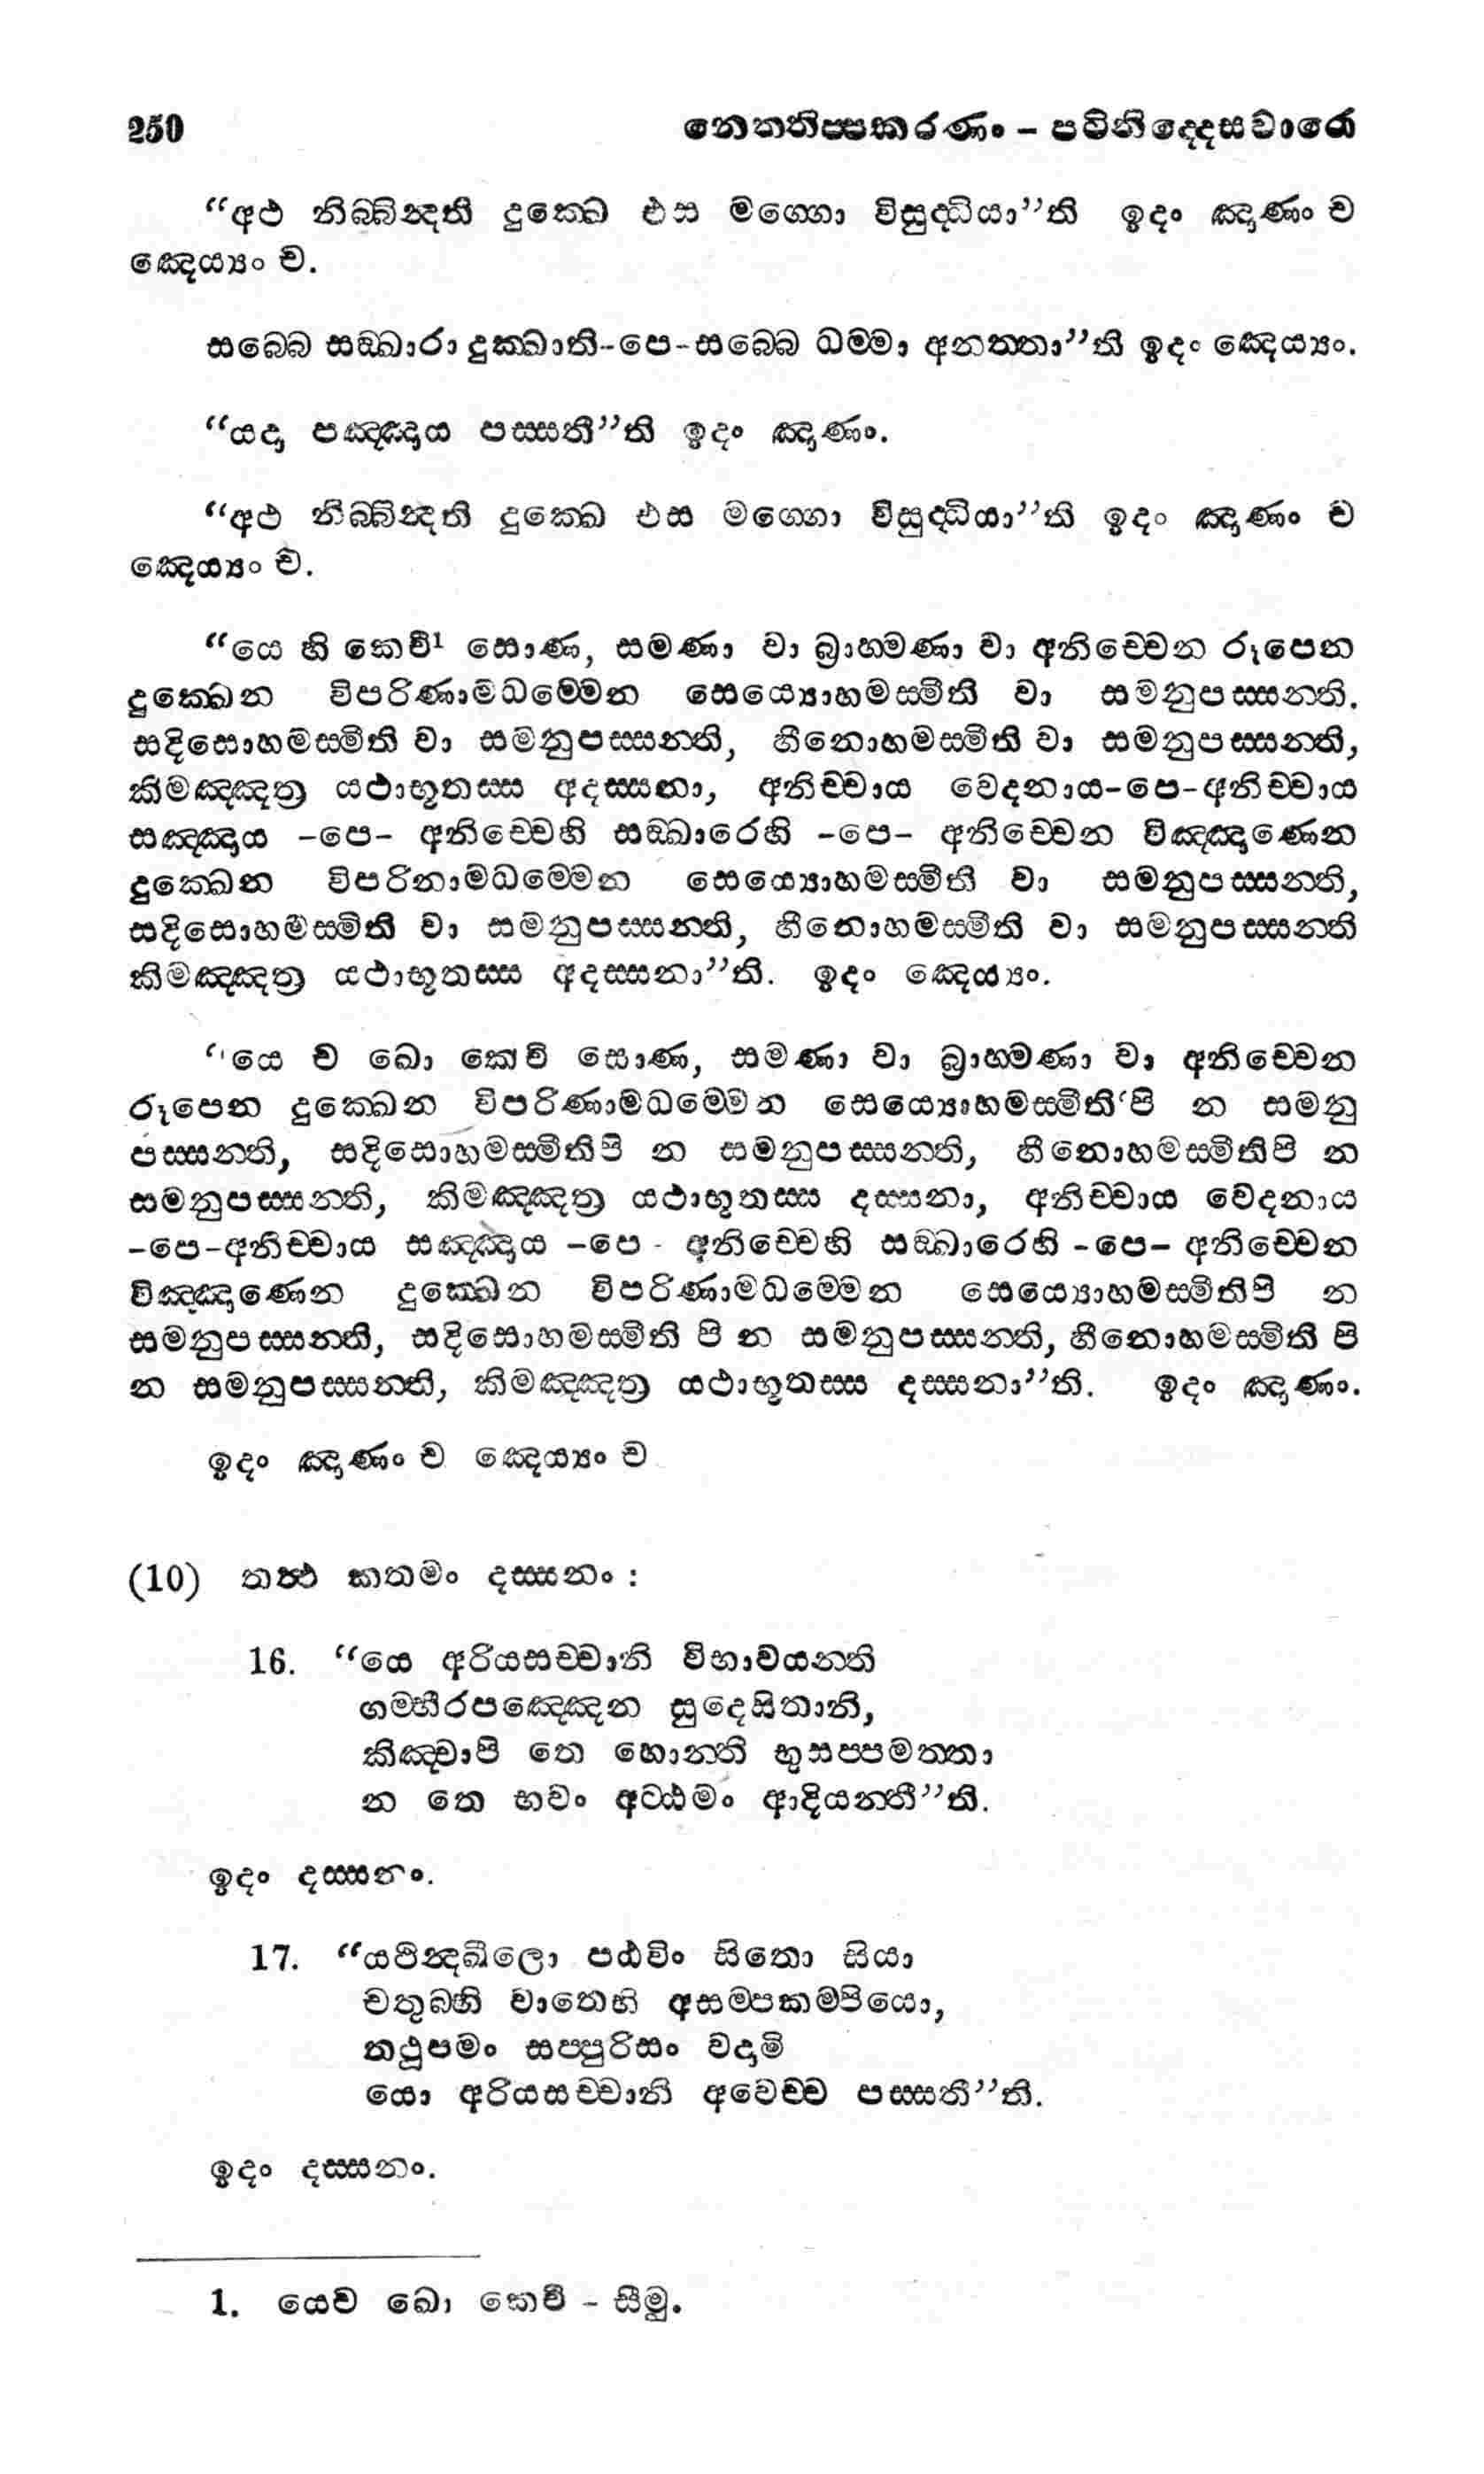 250 නෙත්තිප්පකරණං – පටිනිද්දෙසවාරො
“අථ නිබ්බින්දති දුක්ඛෙ එස මග්ගො විසුද්ධියා”ති ඉදං ඤාණං ච
ඤෙය්‍යං ච.
සබ්බෙ සඞ්ඛාරා දුක්ඛාති-පෙ-සබ්බෙ ධම්මා අනත්තා”ති ඉදං ඤෙය්‍යං.
“යදා පඤ්ඤාය පස්සතී”ති ඉදං ඤාණං.
“අථ නිබ්බින්දති දුක්ඛෙ එස මග්ගො විසුද්ධියා”ති ඉදං ඤාණං ච
ඤෙය්‍යං ච.
“යෙ හි කෙචි¹ සොණ, සමණා වා බ්‍රාහ්මණා වා අනිච්චෙන රූපෙන
දුක්ඛෙන විපරිණාමධම්මෙන සෙය්‍යොහමස්මීති වා සමනුපස්සන්ති.
සදිසොහමස්මීති වා සමනුපස්සන්ති, හීනොහමස්මීති වා සමනුපස්සන්ති,
කිමඤ්ඤත්‍ර යථාභූතස්ස අදස්සනා, අනිච්චාය වෙදනාය-පෙ-අනිච්චාය
සඤ්ඤාය -පෙ- අනිච්චෙහි සඞ්ඛාරෙහි -පෙ- අනිච්චෙන විඤ්ඤාණෙන
දුක්ඛෙන විපරිනාමධම්මෙන සෙය්‍යොහමස්මීති වා සමනුපස්සන්ති,
සදිසොහමස්මිති වා සමනුපස්සන්ති, හීනොහමස්මීති වා සමනුපස්සන්ති
කිමඤ්ඤත්‍ර යථාභූතස්ස අදස්සනා”ති. ඉදං ඤෙය්‍යං.
“යෙ ච ඛො කෙචි සොණ, සමණා වා බ්‍රාහ්මණා වා අනිච්චෙන
රූපෙන දුක්ඛෙන විපරිණාමධම්මෙන සෙය්‍යොහමස්මීති‘පි න සමනු
පස්සන්ති, සදිසොහමස්මීතිපි න සමනුපස්සන්ති, හීනොහමස්මීතිපි න
සමනුපස්සන්ති, කිමඤ්ඤත්‍ර යථාභූතස්ස දස්සනා, අනිච්චාය වෙදනාය
-පෙ-අනිච්චාය සඤ්ඤාය -පෙ - අනිච්චෙහි සඞ්ඛාරෙහි -පෙ- අනිච්චෙන
විඤ්ඤාණෙන දුක්ඛෙන විපරිණාමධම්මෙන සෙය්‍යොහමස්මීතිපි න
සමනුපස්සන්ති, සදිසොහමස්මීති පි න සමනුපස්සන්ති, හීනොහමස්මිති පි
න සමනුපස්සන්ති, කිමඤ්ඤත්‍ර යථාභූතස්ස දස්සනා”ති. ඉදං ඤාණං.
ඉදං ඤාණං ච ඤෙය්‍යං ච
(10) තත්ථ කතමං දස්සනං :
16. “යෙ අරියසච්චානි විභාවයන්ති
ගම්භීරපඤ්ඤෙන සුදෙසිතානි,
කිඤ්චාපි තෙ හොන්ති භුසප්පමත්තා
න තෙ භවං අට්ඨමං ආදියන්තී”ති.
ඉදං දස්සනං.
17. “යථින්දඛීලො පඨවිං සිතො සියා
චතුබ්භි වාතෙභි අසම්පකම්පියො,
තථූපමං සප්පුරිසං වදාමි
යො අරියසච්චානි අවෙච්ච පස්සතී”ති.
ඉදං දස්සනං.
1. යෙච ඛො කෙචි – සීමු.